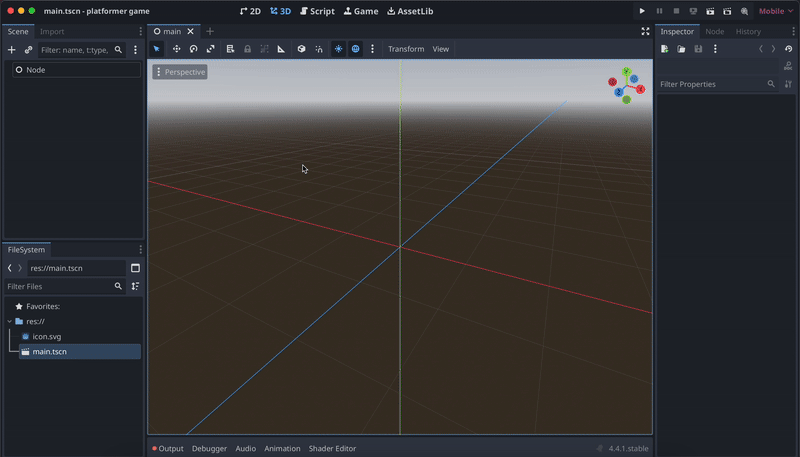 main.tscn - platformer game
2D
3D
Script
Game
AssetLib
Mobile
Scene
Import
Filter: name, t:type,
Node
main
Transform
View
Perspective
Y
X
Z
FileSystem
res://main.tscn
Filter Files
Favorites:
res://
icon.svg
main.tscn
Output
Debugger
Audio
Animation
Shader Editor
4.4.1.stable
Inspector
Node
History
Filter Properties